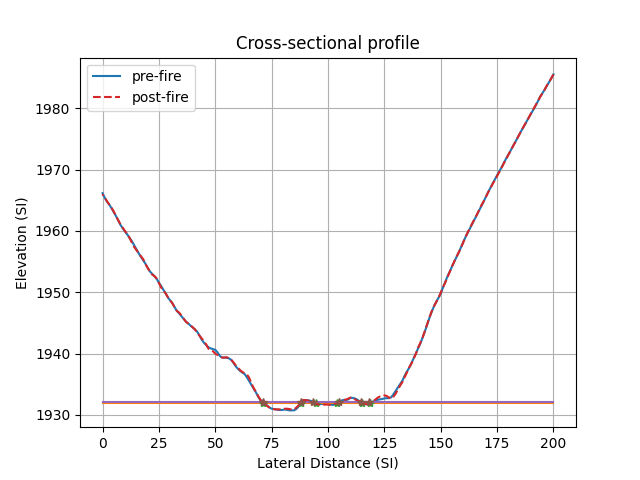 Cross-sectional profile
pre-fire
post-fire
1980
1970
1960
1950
1940
1930
Elevation (SI)
0 25 50 75 100 125 150 175 200
Lateral Distance (SI)